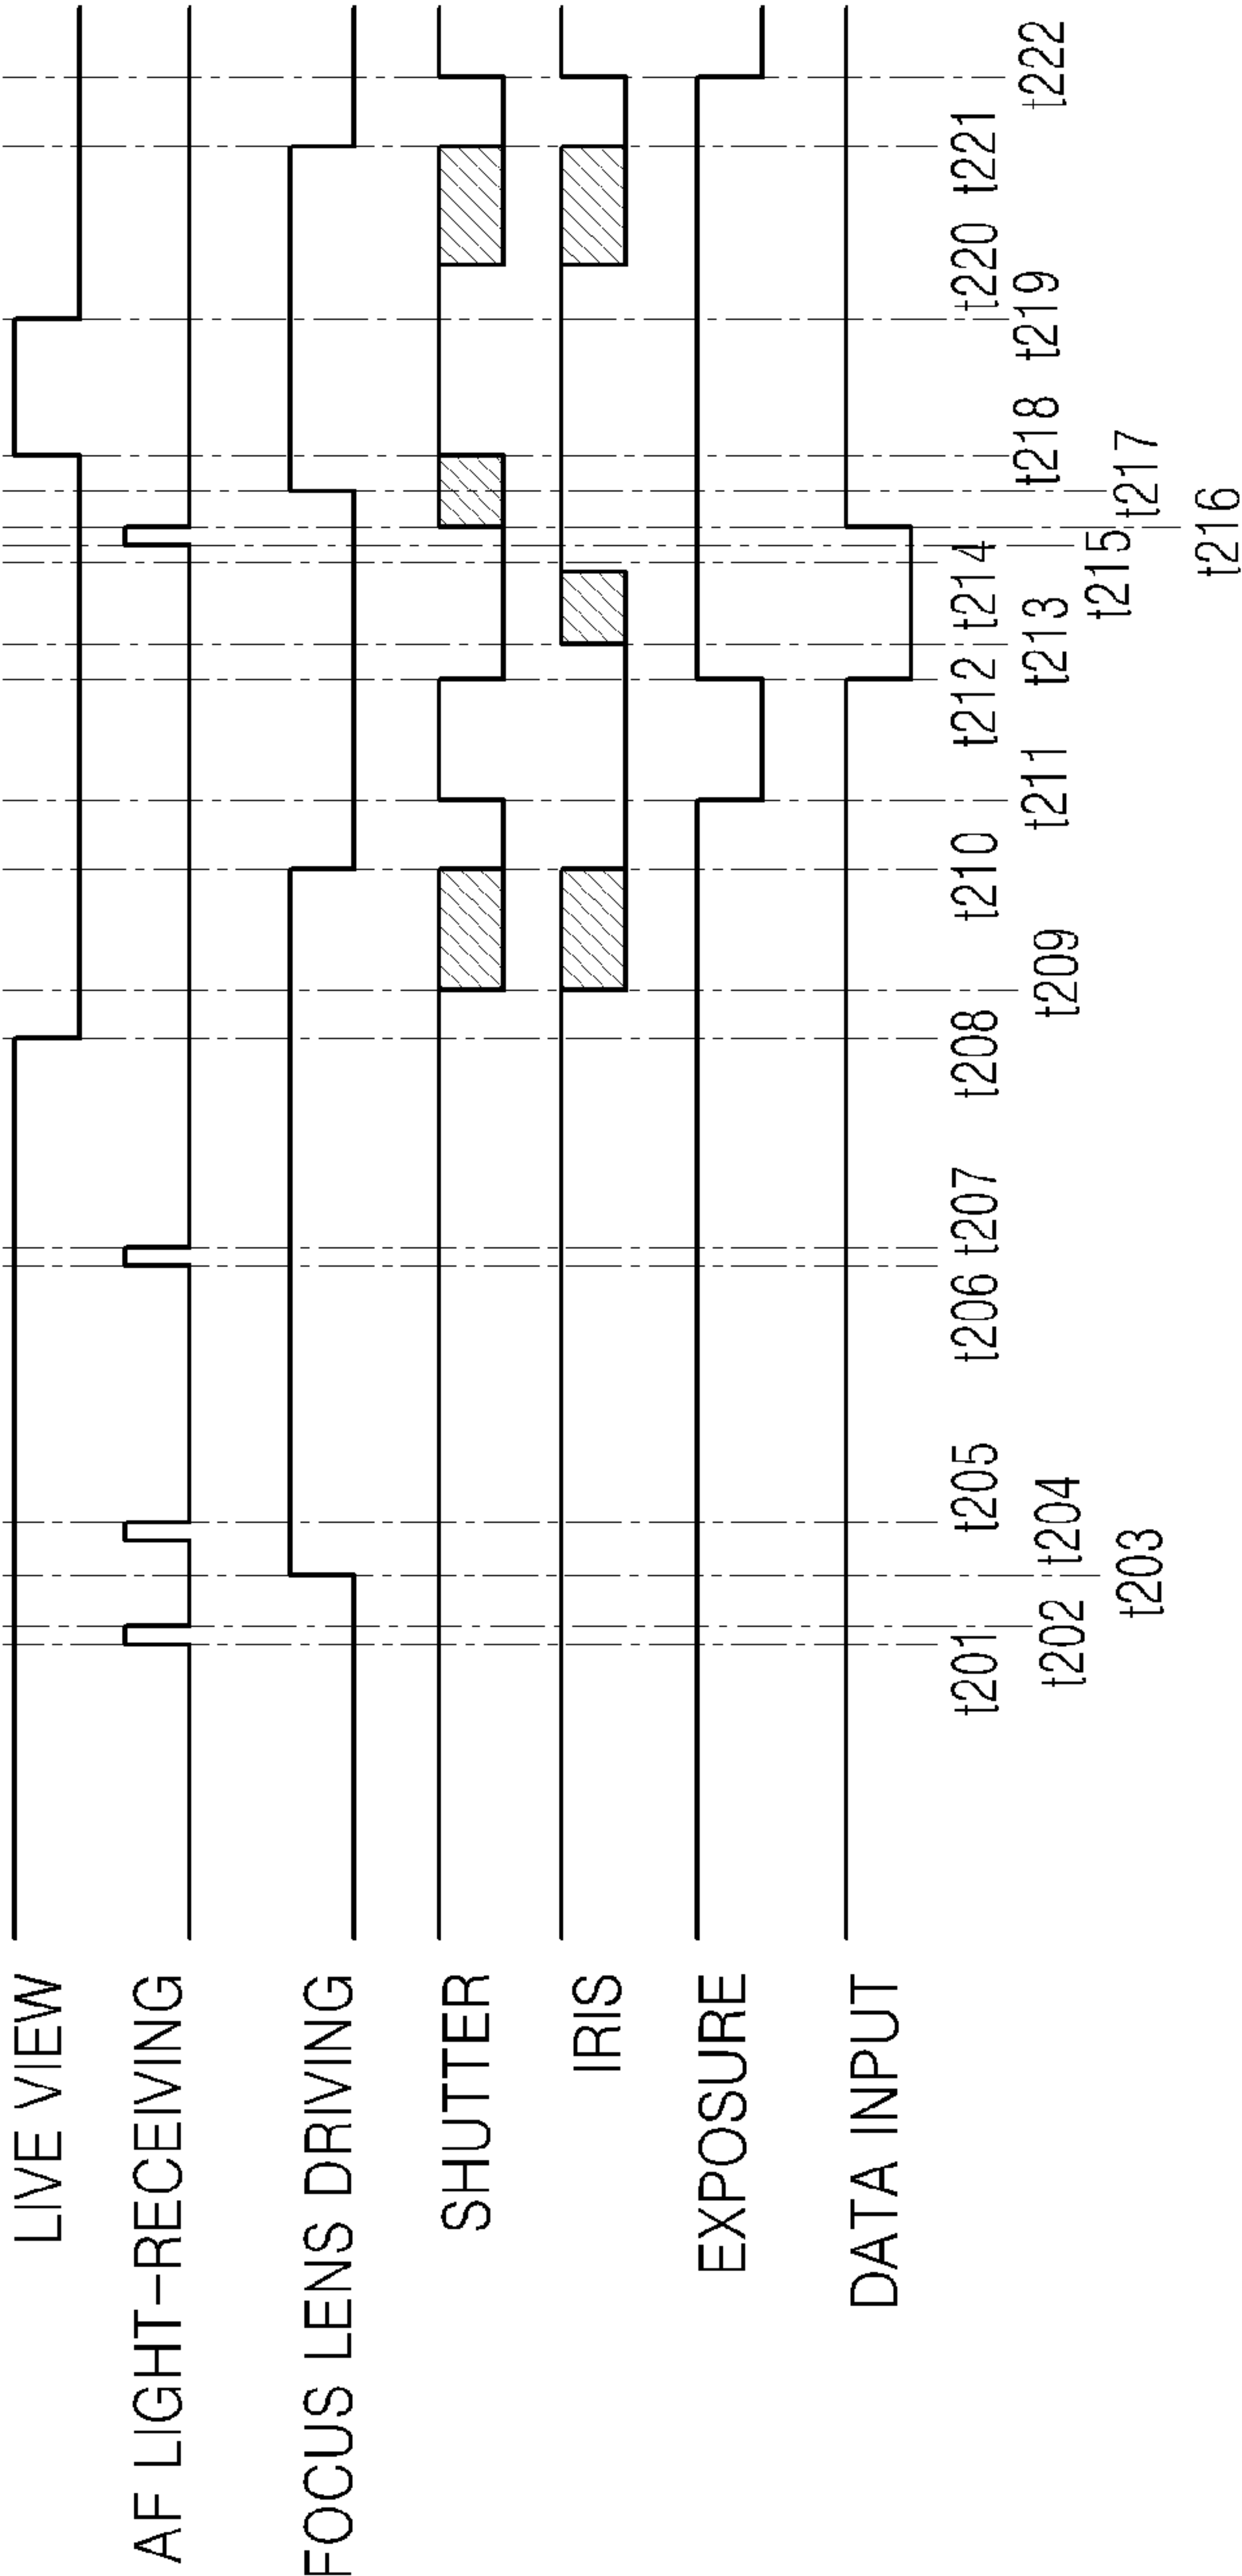 LIVE VIEW
AF LIGHT-RECEIVING
FOCUS LENS DRIVING
SHUTTER
IRIS
EXPOSURE
DATA INPUT
t201
t202
t203
t204
t205
t206
t207
t208
t209
t210
t211
t212
t213
t214
t215
t216
t217
t218
t219
t220
t221
t222